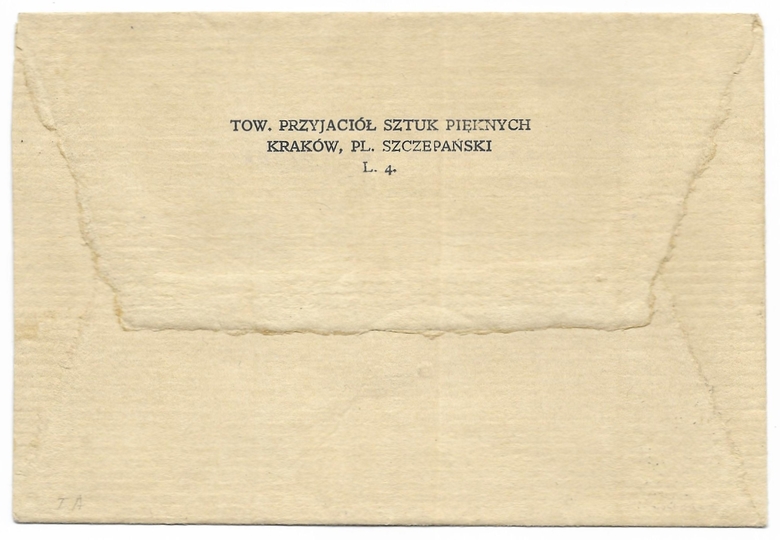 TOW. PRZYJACIÓŁ SZTUK PIĘKNYCH
KRAKÓW, PL. SZCZEPAŃSKI
L. 4.